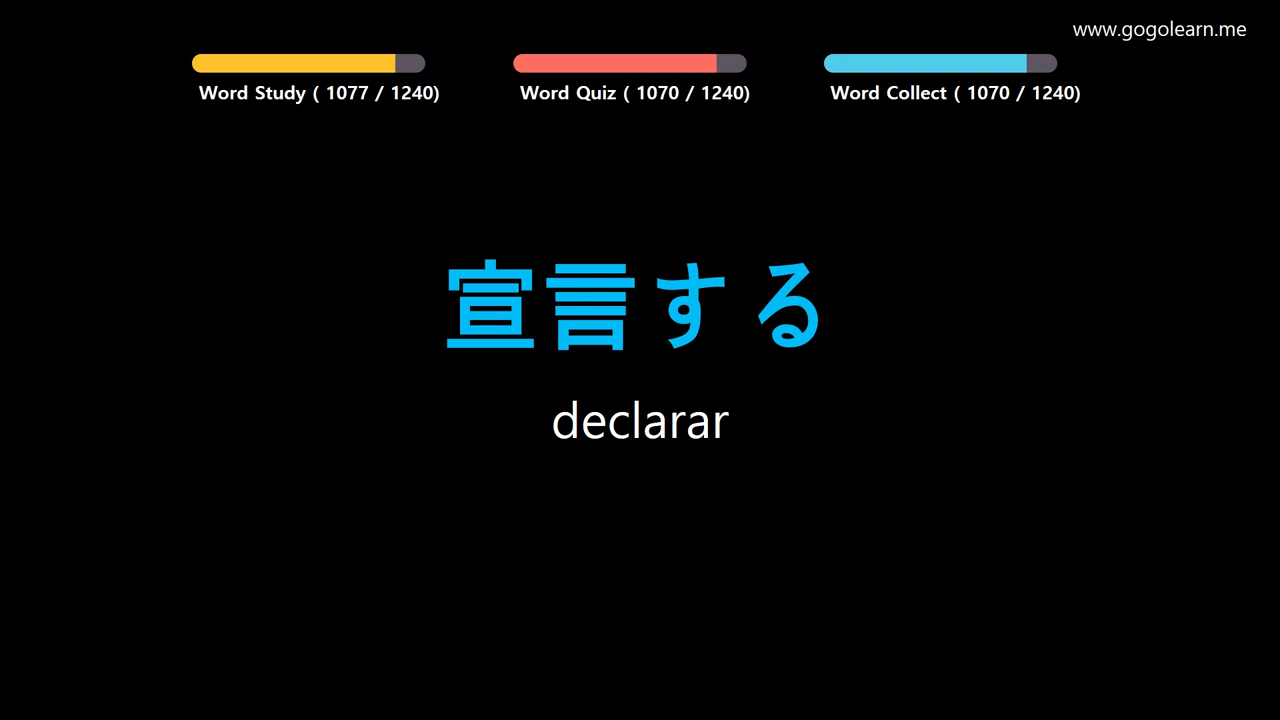 www.gogolearn.me
Word Study ( 1077 / 1240)
Word Quiz ( 1070 / 1240)
Word Collect ( 1070 / 1240)
宣言する
declarar